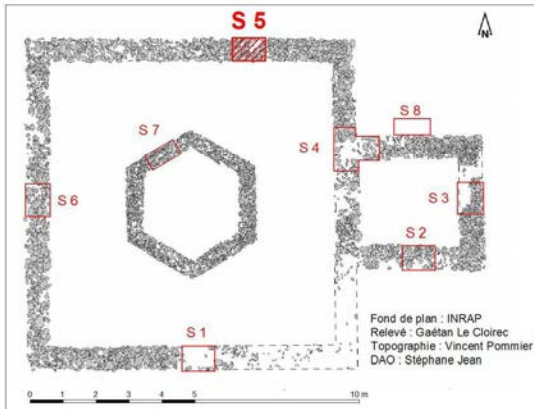 S 5
N
S 7
S 8
S 4
S 6
S 3
S 2
S 1
Fond de plan : INRAP
Relevé : Gaétan Le Cloirec
Topographie : Vincent Pommier
DAO : Stéphane Jean
0 1 2 3 4 5 10 m